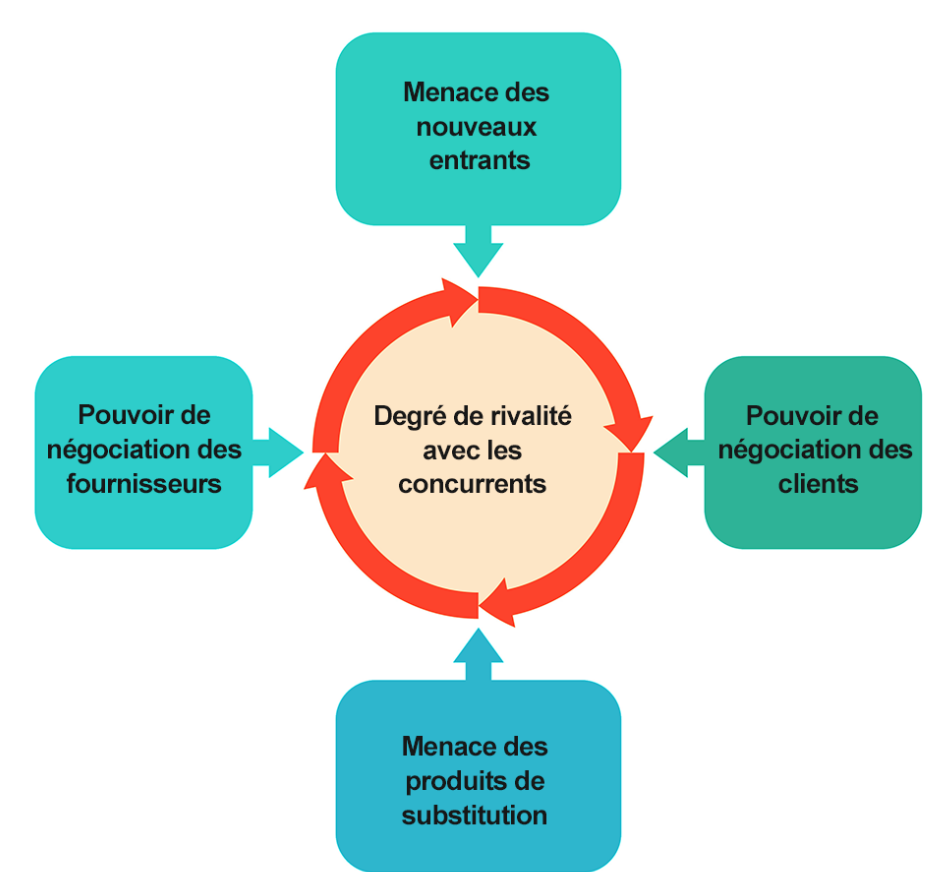 Menace des
nouveaux
entrants
Pouvoir de
négociation des
fournisseurs
Degré de rivalité
avec les
concurrents
Pouvoir de
négociation des
clients
Menace des
produits de
substitution